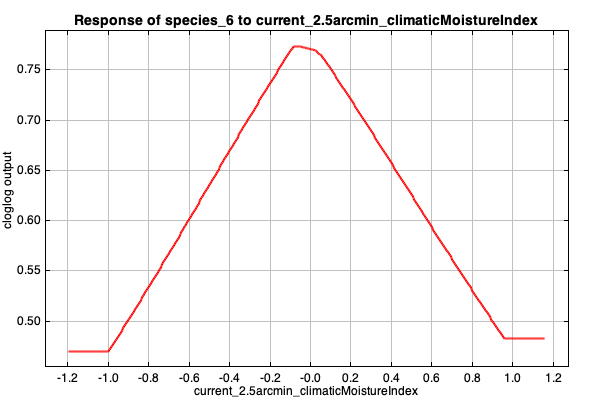 Response of species_6 to current_2.5arcmin_climaticMoistureIndex
0.75
0.70
0.65
0.60
0.55
0.50
cloglog output
-1.2 -1.0 -0.8 -0.6 -0.4 -0.2 -0.0 0.2 0.4 0.6 0.8 1.0 1.2
current_2.5arcmin_climaticMoistureIndex